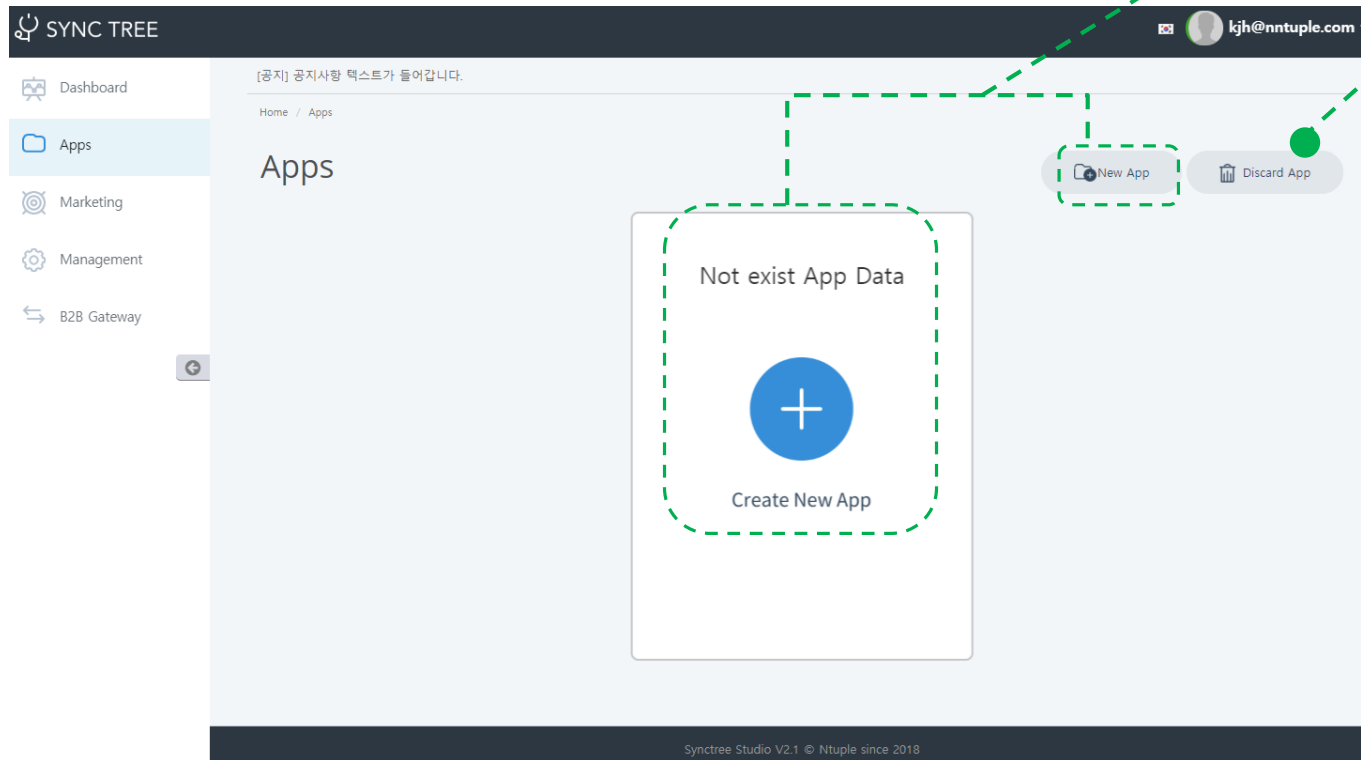 SYNC TREE
kjh@nntuple.com
Dashboard
Apps
Marketing
Management
B2B Gateway
[공지] 공지사항 텍스트가 들어갑니다.
Home / Apps
Apps
New App
Discard App
Not exist App Data
Create New App
Synctree Studio V2.1 © Ntuple since 2018